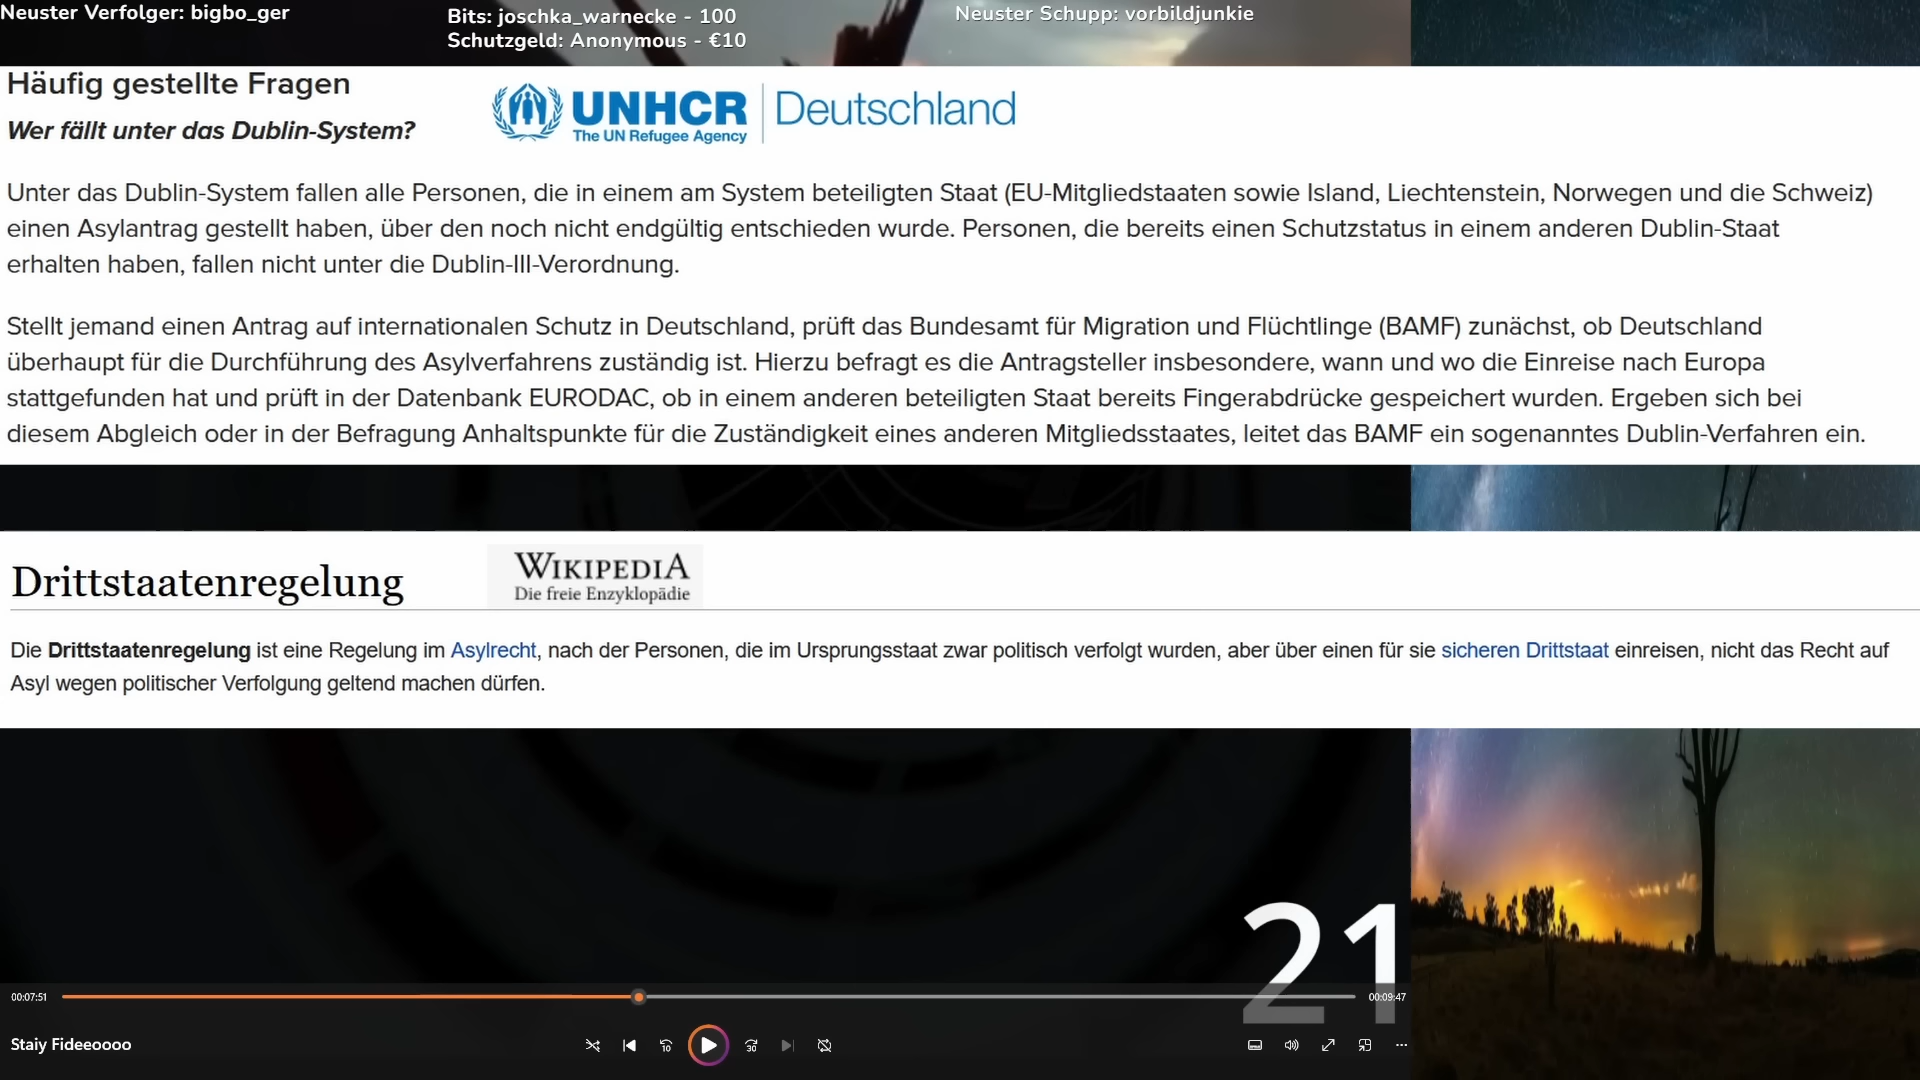 Neuster Verfolger: bigbo_ger
Bits: joschka_warnecke - 100
Schutzgeld: Anonymous - €10
Neuster Schupp: vorbildjunkie
Häufig gestellte Fragen
Wer fällt unter das Dublin-System?
UNHCR
The UN Refugee Agency
Deutschland
Unter das Dublin-System fallen alle Personen, die in einem am System beteiligten Staat (EU-Mitgliedstaaten sowie Island, Liechtenstein, Norwegen und die Schweiz)
einen Asylantrag gestellt haben, über den noch nicht endgültig entschieden wurde. Personen, die bereits einen Schutzstatus in einem anderen Dublin-Staat
erhalten haben, fallen nicht unter die Dublin-III-Verordnung.
Stellt jemand einen Antrag auf internationalen Schutz in Deutschland, prüft das Bundesamt für Migration und Flüchtlinge (BAMF) zunächst, ob Deutschland
überhaupt für die Durchführung des Asylverfahrens zuständig ist. Hierzu befragt es die Antragsteller insbesondere, wann und wo die Einreise nach Europa
stattgefunden hat und prüft in der Datenbank EURODAC, ob in einem anderen beteiligten Staat bereits Fingerabdrücke gespeichert wurden. Ergeben sich bei
diesem Abgleich oder in der Befragung Anhaltspunkte für die Zuständigkeit eines anderen Mitgliedsstaates, leitet das BAMF ein sogenanntes Dublin-Verfahren ein.
Drittstaatenregelung
WIKIPEDIA
Die freie Enzyklopädie
Die Drittstaatenregelung ist eine Regelung im Asylrecht, nach der Personen, die im Ursprungsstaat zwar politisch verfolgt wurden, aber über einen für sie sicheren Drittstaat einreisen, nicht das Recht auf
Asyl wegen politischer Verfolgung geltend machen dürfen.
21
00:07:51
00:09:47
Staiy Fideeoooo
10
30